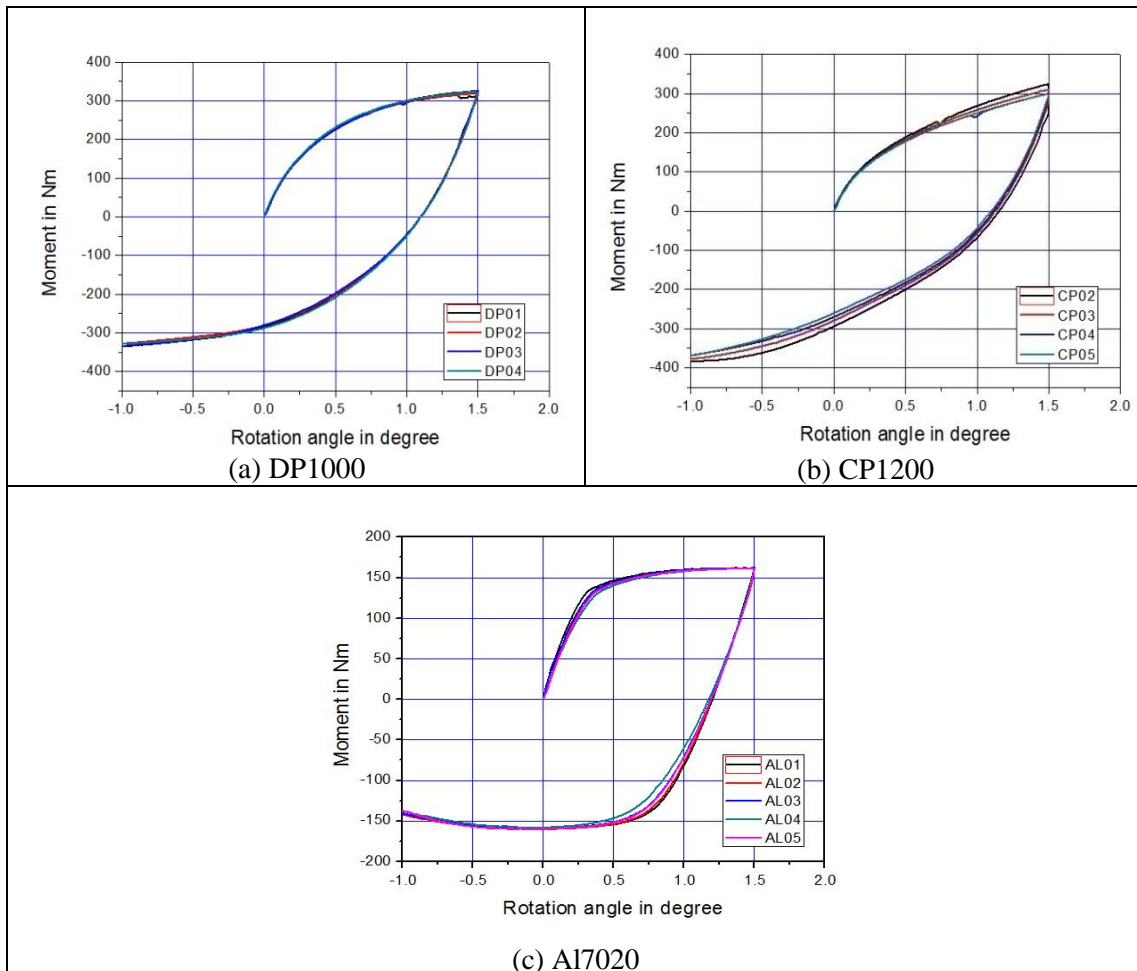 400
300
200
100
0
-100
-200
-300
-400
Moment in Nm
DP01
DP02
DP03
DP04
-1.0 -0.5 0.0 0.5 1.0 1.5 2.0
Rotation angle in degree
(a) DP1000
400
300
200
100
0
-100
-200
-300
-400
Moment in Nm
CP02
CP03
CP04
CP05
-1.0 -0.5 0.0 0.5 1.0 1.5 2.0
Rotation angle in degree
(b) CP1200
200
150
100
50
0
-50
-100
-150
-200
Moment in Nm
AL01
AL02
AL03
AL04
AL05
-1.0 -0.5 0.0 0.5 1.0 1.5 2.0
Rotation angle in degree
(c) Al7020